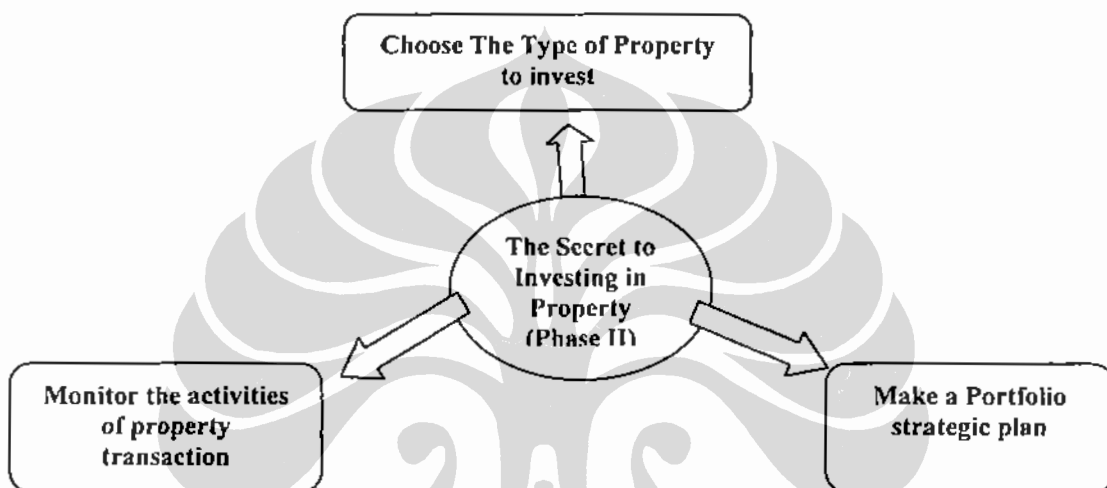 Choose The Type of Property
to invest
The Secret to
Investing in
Property
(Phase II)
Monitor the activities
of property
transaction
Make a Portfolio
strategic plan